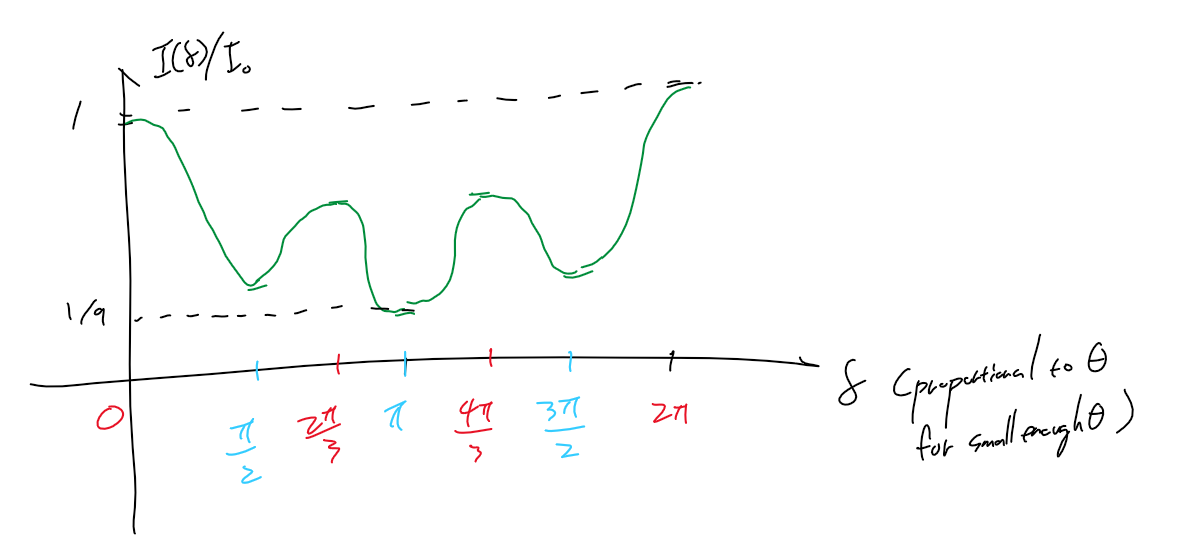 I(δ)/I₀
1
1/9
0
π/2
2π/3
π
4π/3
3π/2
2π
δ (proportional to θ
for small enough θ)